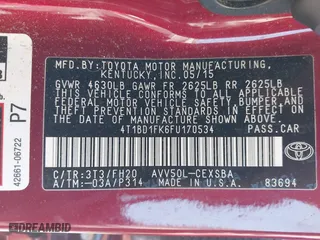 MFD. BY: TOYOTA MOTOR MANUFACTURING,
KENTUCKY, INC. 05/15
GVWR 4630LB GAWR FR 2625LB RR 2625LB
THIS VEHICLE CONFORMS TO ALL APPLICABLE
FEDERAL MOTOR VEHICLE SAFETY, BUMPER, AND
THEFT PREVENTION STANDARDS IN EFFECT ON
THE DATE OF MANUFACTURE SHOWN ABOVE.
4T1BD1FK6FU170534 PASS.CAR
C/TR: 3T3/FH20 AVV50L-CEXSBA
A/TM: -03A/P314 83694
P7
42661-06722
DREAMBID